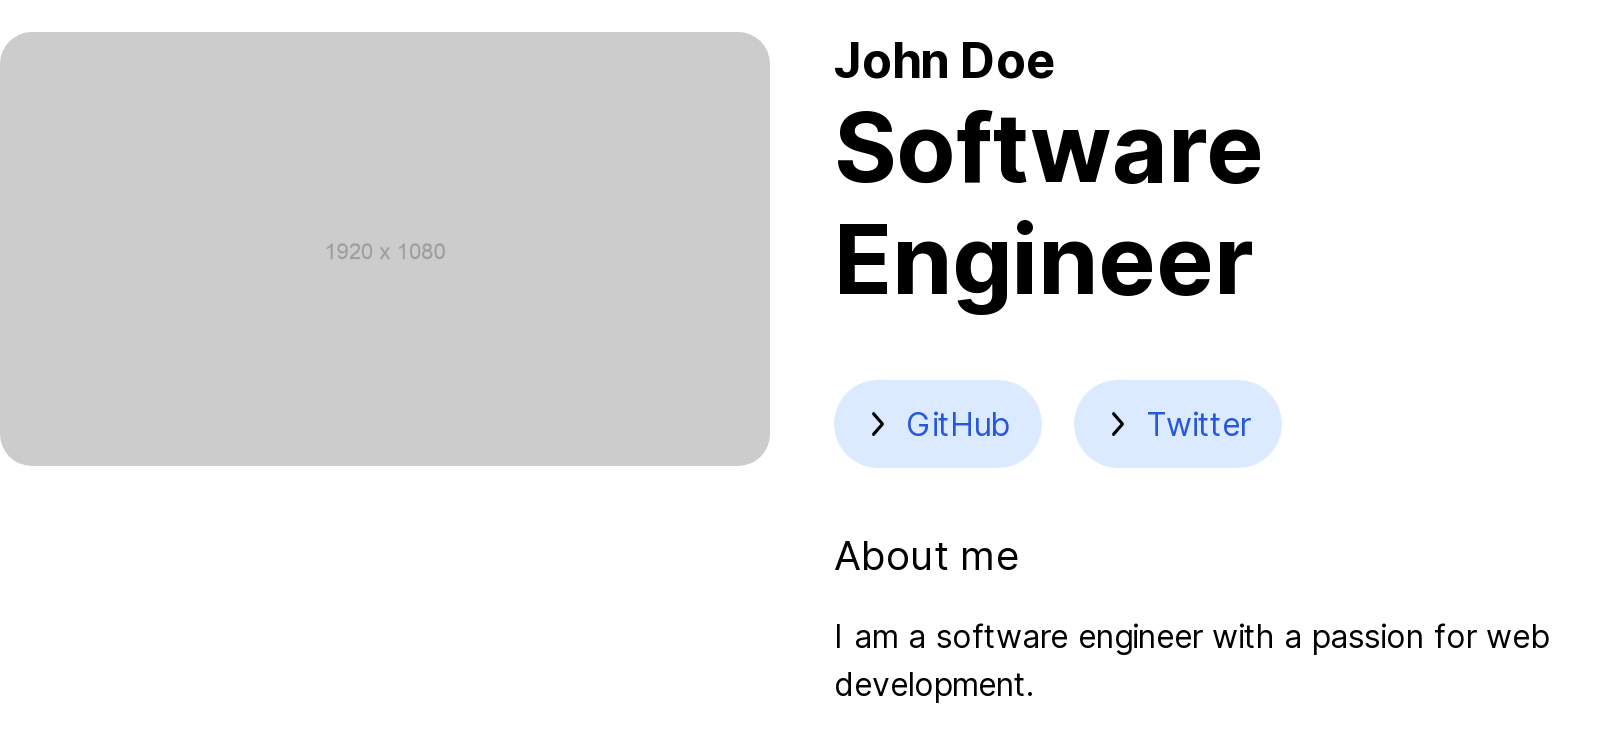 1920 x 1080
John Doe
Software
Engineer
GitHub
Twitter
About me
I am a software engineer with a passion for web
development.